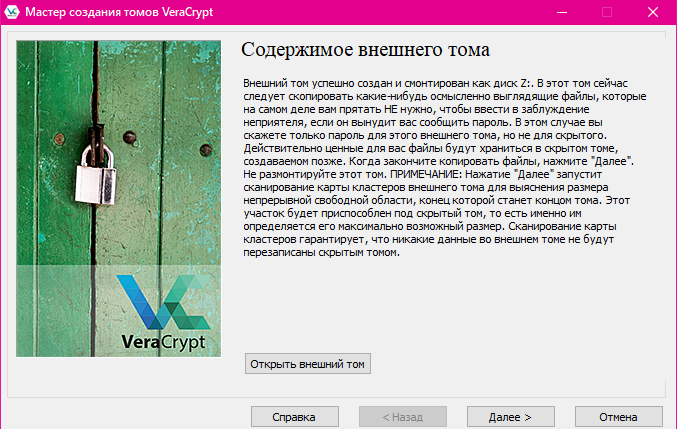 Мастер создания томов VeraCrypt
Содержимое внешнего тома
Внешний том успешно создан и смонтирован как диск Z:. В этот том сейчас
следует скопировать какие-нибудь осмысленно выглядящие файлы, которые
на самом деле вам прятать НЕ нужно, чтобы ввести в заблуждение
неприятеля, если он вынудит вас сообщить пароль. В этом случае вы
скажете только пароль для этого внешнего тома, но не для скрытого.
Действительно ценные для вас файлы будут храниться в скрытом томе,
создаваемом позже. Когда закончите копировать файлы, нажмите "Далее".
Не размонтируйте этот том. ПРИМЕЧАНИЕ: Нажатие "Далее" запустит
сканирование карты кластеров внешнего тома для выяснения размера
непрерывной свободной области, конец которой станет концом тома. Этот
участок будет приспособлен под скрытый том, то есть именно им
определяется его максимально возможный размер. Сканирование карты
кластеров гарантирует, что никакие данные во внешнем томе не будут
перезаписаны скрытым томом.
VeraCrypt
Открыть внешний том
Справка
< Назад
Далее >
Отмена